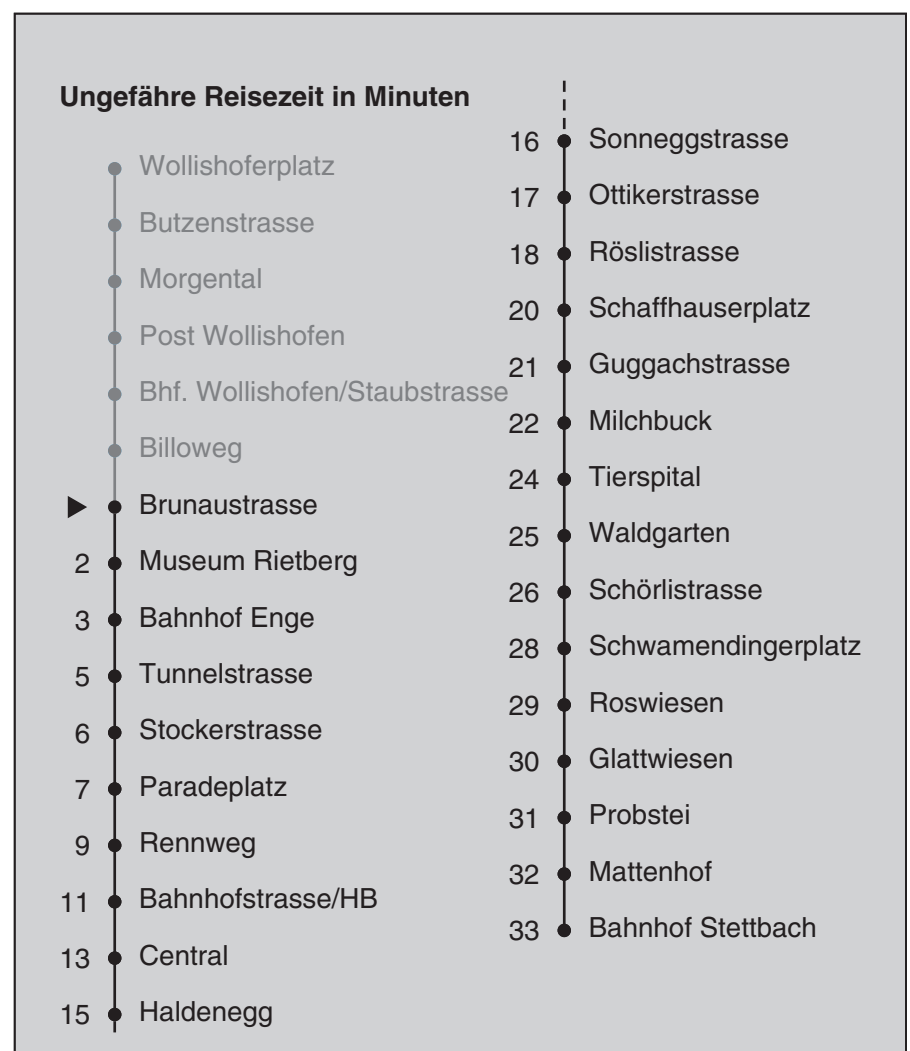 Ungefähre Reisezeit in Minuten
Wollishoferplatz
Butzenstrasse
Morgental
Post Wollishofen
Bhf. Wollishofen/Staubstrasse
Billoweg
Brunaustrasse
2 Museum Rietberg
3 Bahnhof Enge
5 Tunnelstrasse
6 Stockerstrasse
7 Paradeplatz
9 Rennweg
11 Bahnhofstrasse/HB
13 Central
15 Haldenegg
16 Sonneggstrasse
17 Ottikerstrasse
18 Röslistrasse
20 Schaffhauserplatz
21 Guggachstrasse
22 Milchbuck
24 Tierspital
25 Waldgarten
26 Schörlistrasse
28 Schwamendingerplatz
29 Roswiesen
30 Glattwiesen
31 Probstei
32 Mattenhof
33 Bahnhof Stettbach